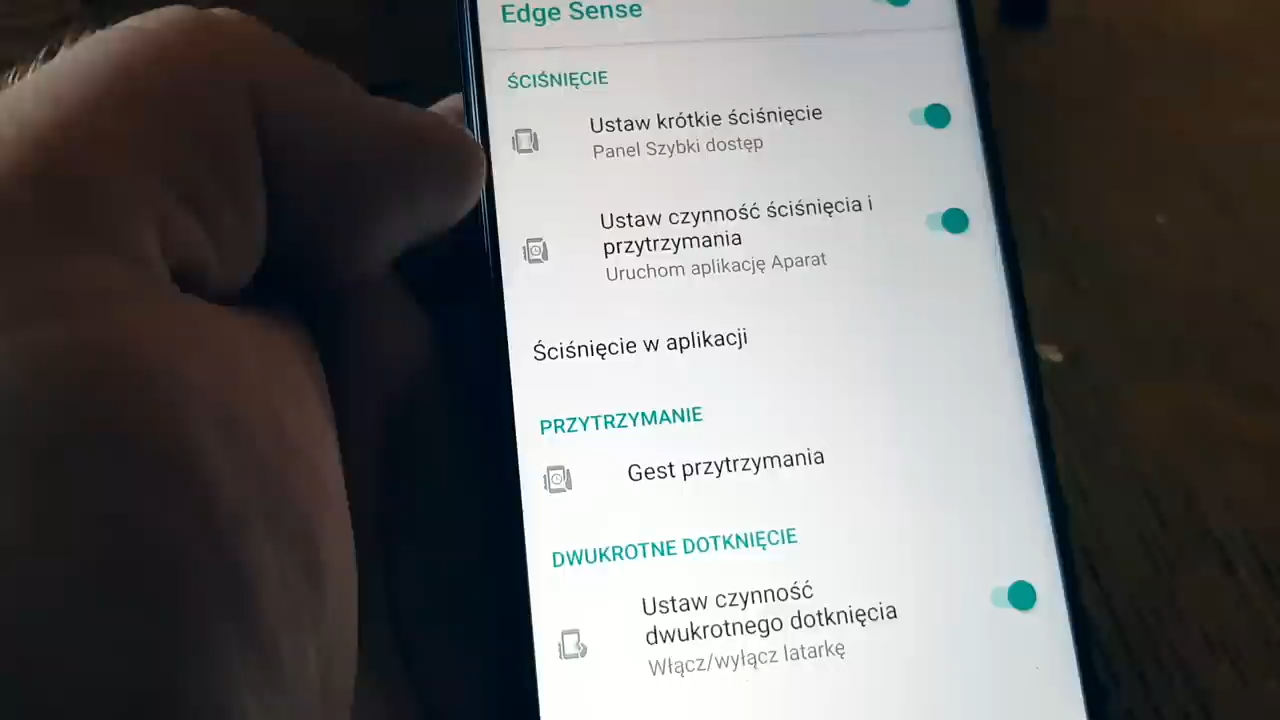 Edge Sense
ŚCIŚNIĘCIE
Ustaw krótkie ściśnięcie
Panel Szybki dostęp
Ustaw czynność ściśnięcia i
przytrzymania
Uruchom aplikację Aparat
Ściśnięcie w aplikacji
PRZYTRZYMANIE
Gest przytrzymania
DWUKROTNE DOTKNIĘCIE
Ustaw czynność
dwukrotnego dotknięcia
Włącz/wyłącz latarkę